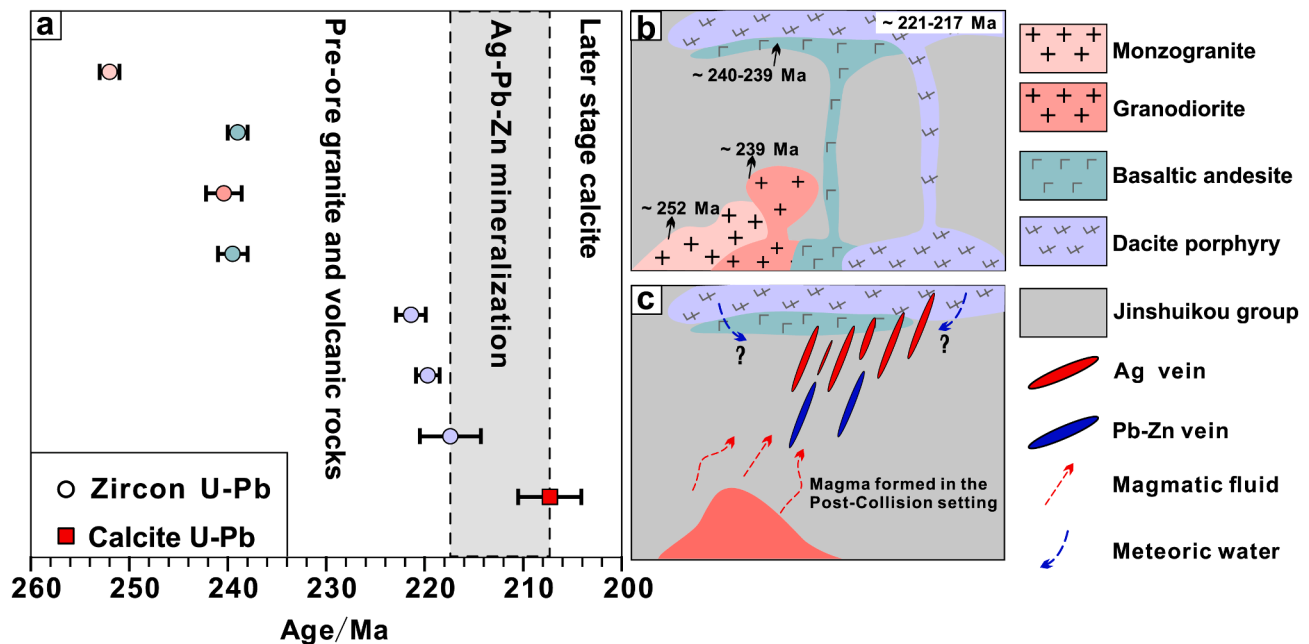 a
Pre-ore granite and volcanic rocks
Ag-Pb-Zn mineralization
Later stage calcite
Zircon U-Pb
Calcite U-Pb
260 250 240 230 220 210 200
Age/Ma
b
~ 221-217 Ma
~ 240-239 Ma
~ 239 Ma
~ 252 Ma
c
?
?
Magma formed in the
Post-Collision setting
Monzogranite
Granodiorite
Basaltic andesite
Dacite porphyry
Jinshuikou group
Ag vein
Pb-Zn vein
Magmatic fluid
Meteoric water